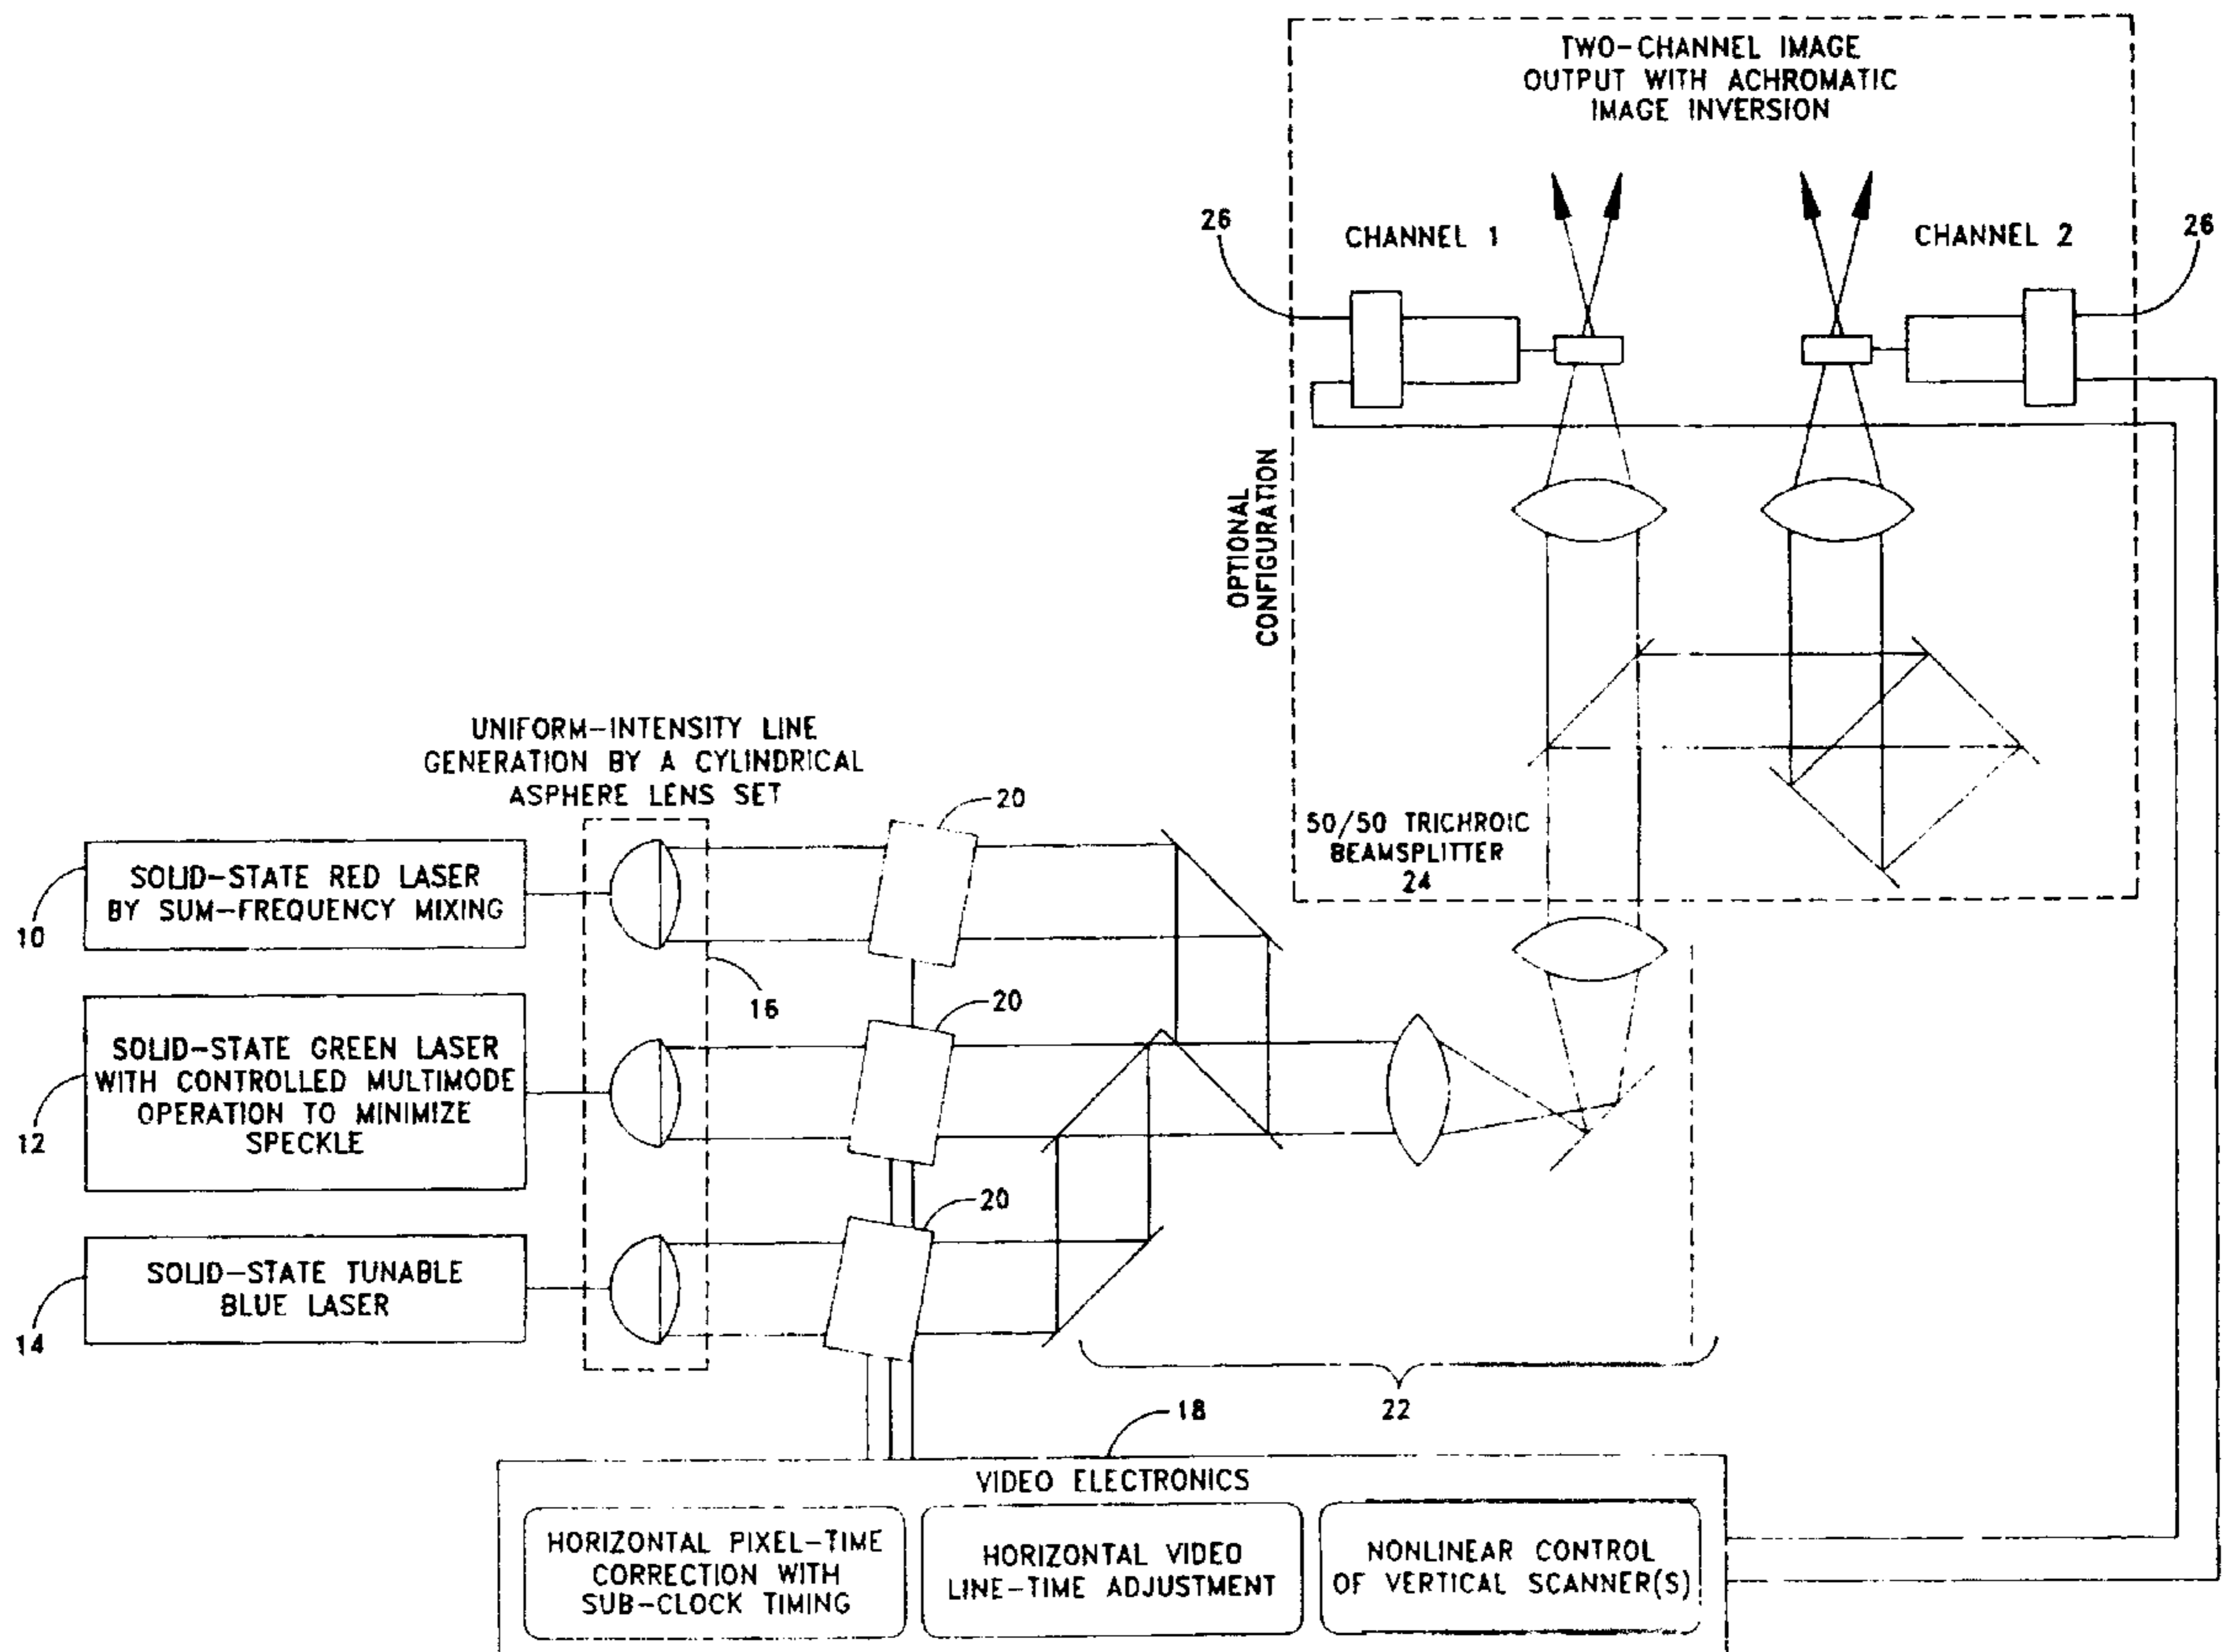 TWO-CHANNEL IMAGE
OUTPUT WITH ACHROMATIC
IMAGE INVERSION
26
CHANNEL 1
CHANNEL 2
26
OPTIONAL
CONFIGURATION
50/50 TRICHROIC
BEAMSPLITTER
24
UNIFORM-INTENSITY LINE
GENERATION BY A CYLINDRICAL
ASPHERE LENS SET
20
SOLID-STATE RED LASER
BY SUM-FREQUENCY MIXING
10
16
20
SOLID-STATE GREEN LASER
WITH CONTROLLED MULTIMODE
OPERATION TO MINIMIZE
SPECKLE
12
20
SOLID-STATE TUNABLE
BLUE LASER
14
22
18
VIDEO ELECTRONICS
HORIZONTAL PIXEL-TIME
CORRECTION WITH
SUB-CLOCK TIMING
HORIZONTAL VIDEO
LINE-TIME ADJUSTMENT
NONLINEAR CONTROL
OF VERTICAL SCANNER(S)